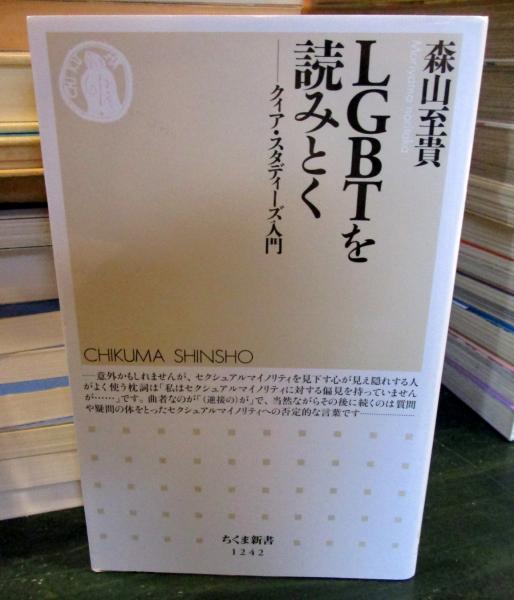 森山至貴
Moriyama Noritaka
LGBTを
読みとく
──クィア・スタディーズ入門
CHIKUMA SHINSHO
──意外かもしれませんが、セクシュアルマイノリティを見下す心が見え隠れする人
がよく使う枕詞は「私はセクシュアルマイノリティに対する偏見を持っていません
が……」です。曲者なのが「(逆接の)が」で、当然ながらその後に続くのは質問
や疑問の体をとったセクシュアルマイノリティへの否定的な言葉です──
ちくま新書
1242